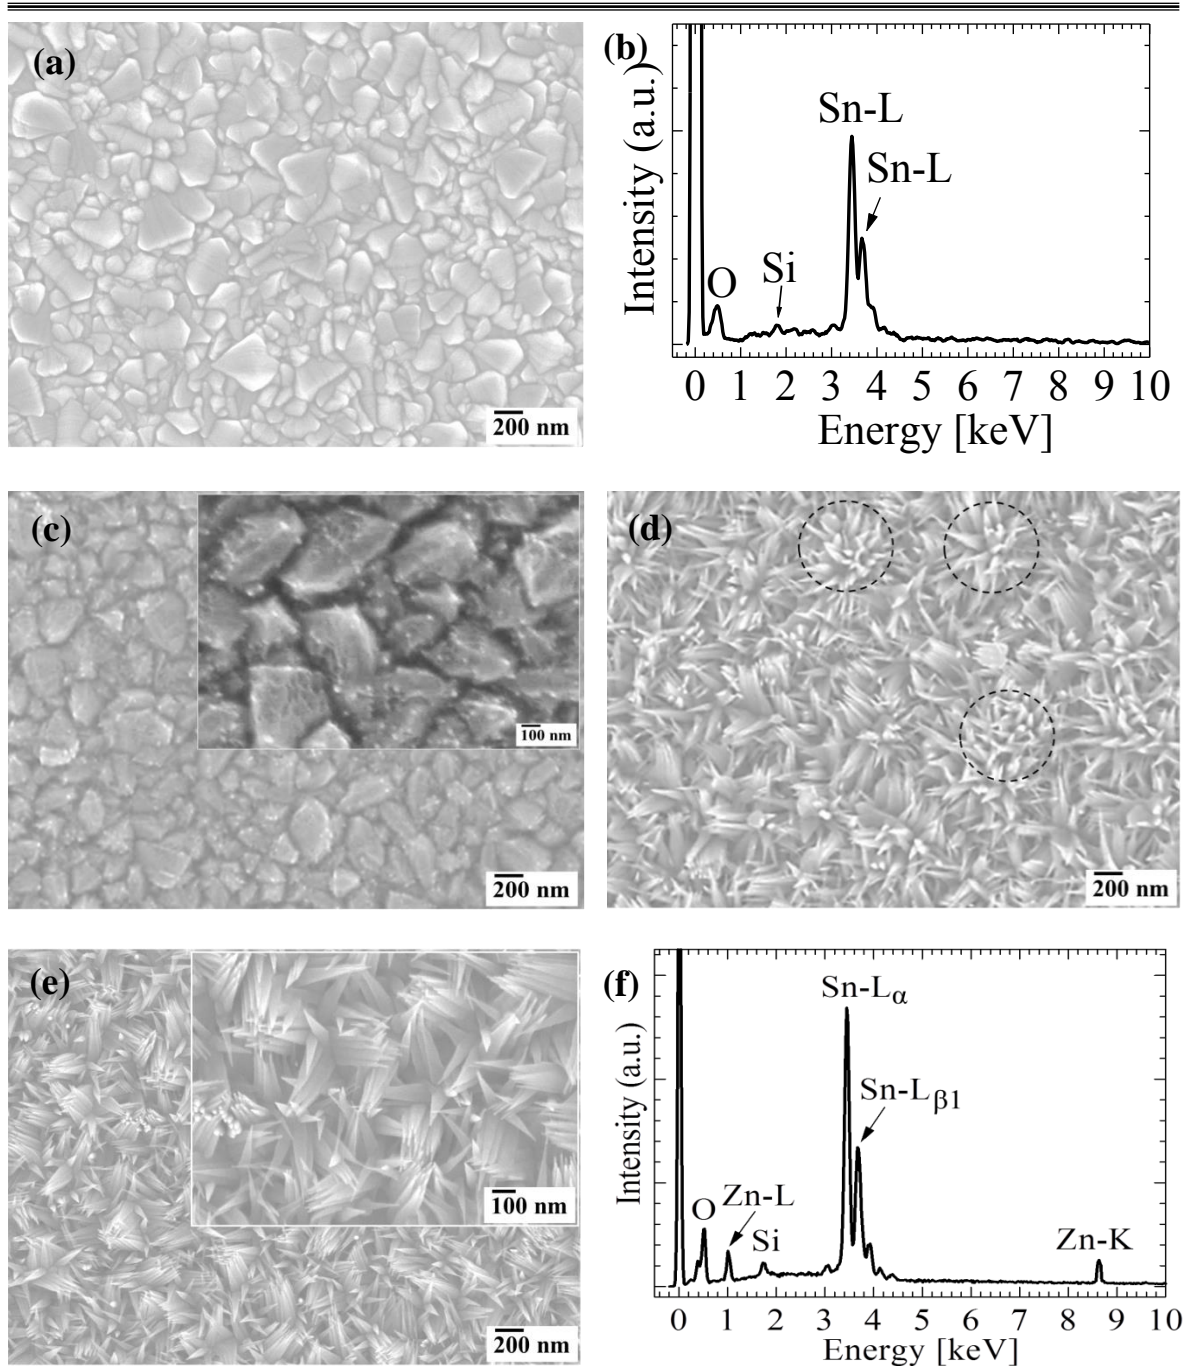 (a)
200 nm
(b)
Intensity (a.u.)
Sn-L
Sn-L
Si
O
0 1 2 3 4 5 6 7 8 9 10
Energy [keV]
(c)
100 nm
200 nm
(d)
200 nm
(e)
100 nm
200 nm
(f)
Intensity (a.u.)
Sn-Lα
Sn-Lβ1
Zn-L
O
Si
Zn-K
0 1 2 3 4 5 6 7 8 9 10
Energy [keV]